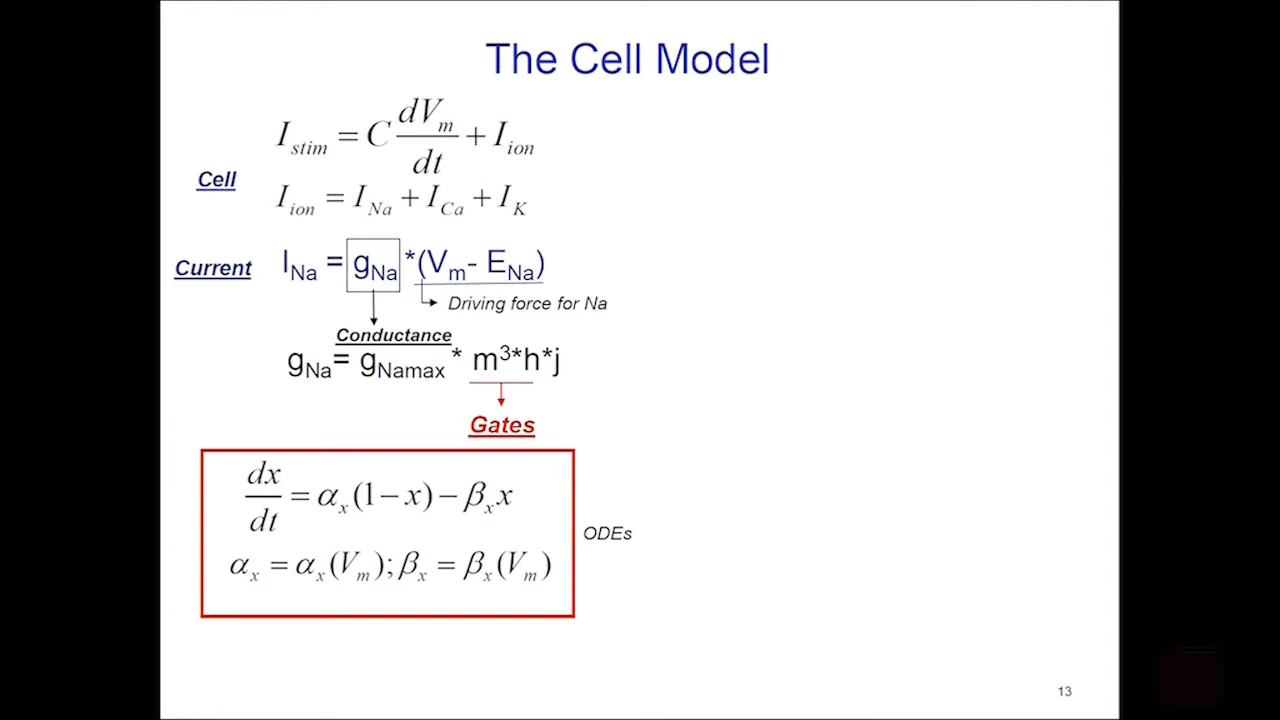 The Cell Model
I_stim = C dV_m/dt + I_ion
Cell
I_ion = I_Na + I_Ca + I_K
Current
I_Na = g_Na *(V_m- E_Na)
Driving force for Na
Conductance
g_Na= g_Namax * m³*h*j
Gates
dx/dt = α_x(1−x)−β_x x
ODEs
α_x = α_x(V_m); β_x = β_x(V_m)
13